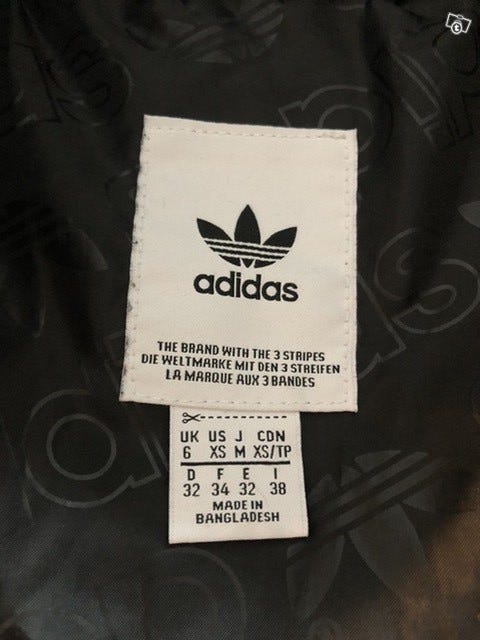 adidas
THE BRAND WITH THE 3 STRIPES
DIE WELTMARKE MIT DEN 3 STREIFEN
LA MARQUE AUX 3 BANDES
UK US J CDN
6 XS M XS/TP
D F E I
32 34 32 38
MADE IN
BANGLADESH
adidas